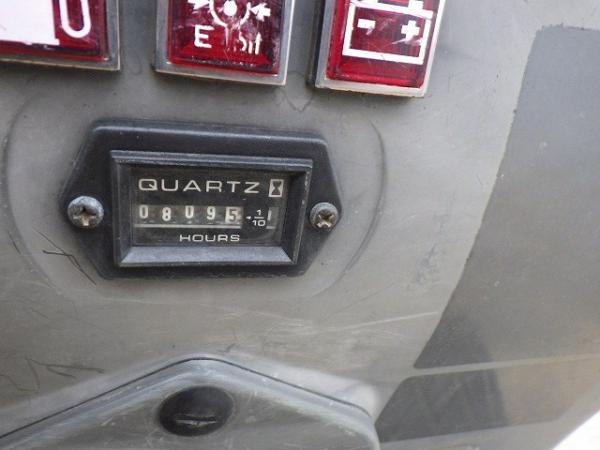 E
- +
QUARTZ
08095 1/10
HOURS